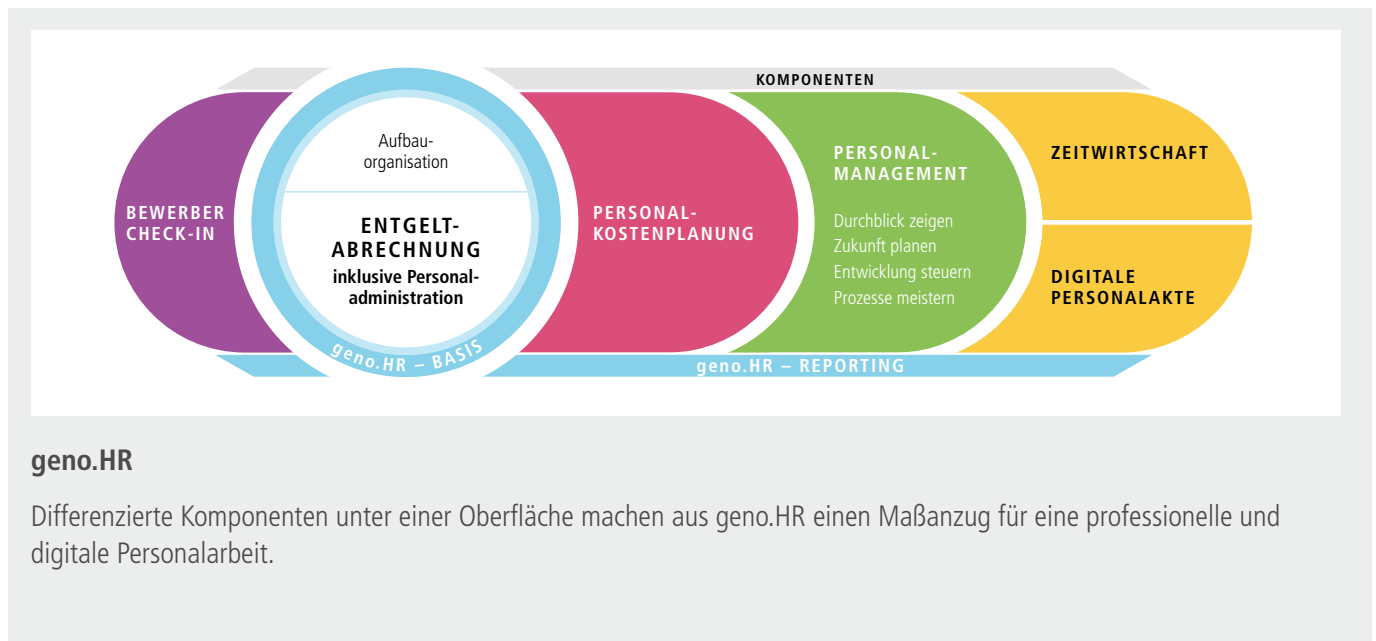 KOMPONENTEN
BEWERBER
CHECK-IN
Aufbau-
organisation
ENTGELT-
ABRECHNUNG
inklusive Personal-
administration
geno.HR – BASIS
PERSONAL-
KOSTENPLANUNG
PERSONAL-
MANAGEMENT
Durchblick zeigen
Zukunft planen
Entwicklung steuern
Prozesse meistern
ZEITWIRTSCHAFT
DIGITALE
PERSONALAKTE
geno.HR – REPORTING
geno.HR
Differenzierte Komponenten unter einer Oberfläche machen aus geno.HR einen Maßanzug für eine professionelle und
digitale Personalarbeit.